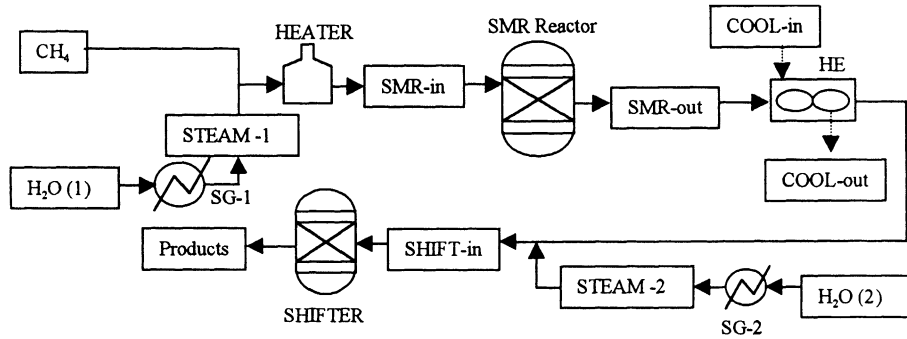 HEATER
SMR Reactor
COOL-in
CH₄
HE
SMR-in
SMR-out
STEAM -1
COOL-out
H₂O (1)
SG-1
Products
SHIFT-in
STEAM -2
H₂O (2)
SHIFTER
SG-2